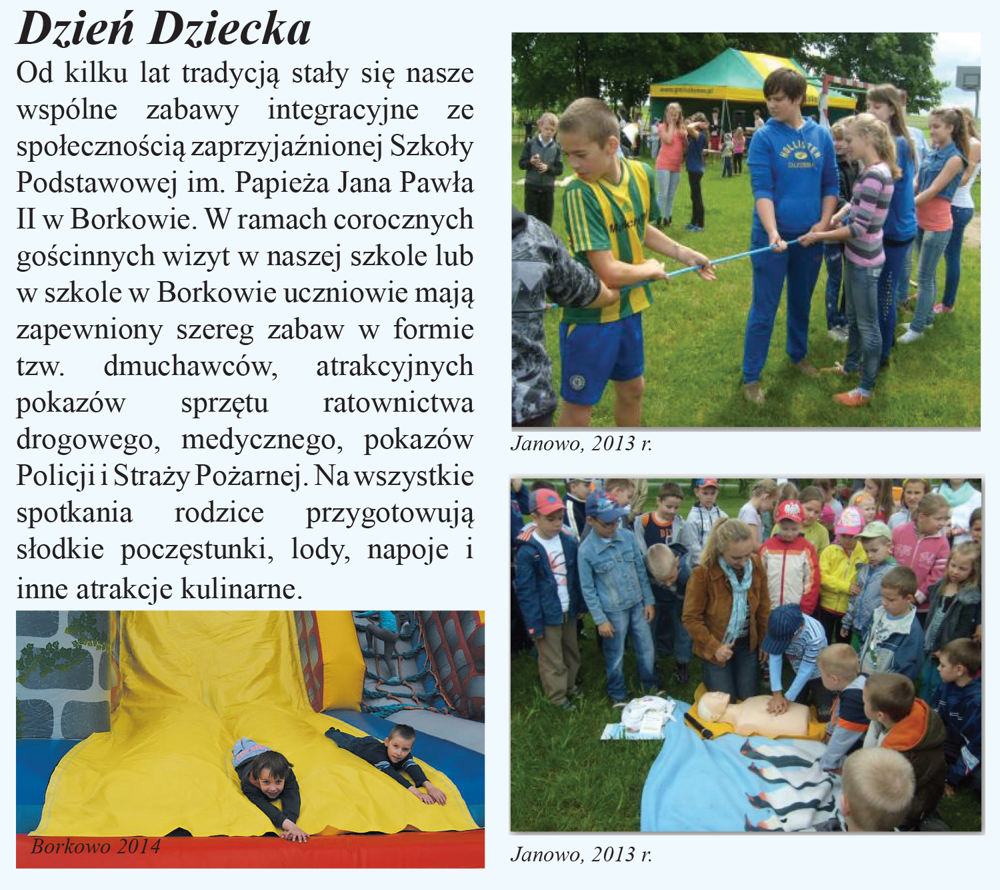 Dzień Dziecka
Od kilku lat tradycją stały się nasze
wspólne zabawy integracyjne ze
społecznością zaprzyjaźnionej Szkoły
Podstawowej im. Papieża Jana Pawła
II w Borkowie. W ramach corocznych
gościnnych wizyt w naszej szkole lub
w szkole w Borkowie uczniowie mają
zapewniony szereg zabaw w formie
tzw. dmuchawców, atrakcyjnych
pokazów sprzętu ratownictwa
drogowego, medycznego, pokazów
Policji i Straży Pożarnej. Na wszystkie
spotkania rodzice przygotowują
słodkie poczęstunki, lody, napoje i
inne atrakcje kulinarne.
Borkowo 2014
HOLLISTER
CALIFORNIA
Janowo, 2013 r.
Janowo, 2013 r.